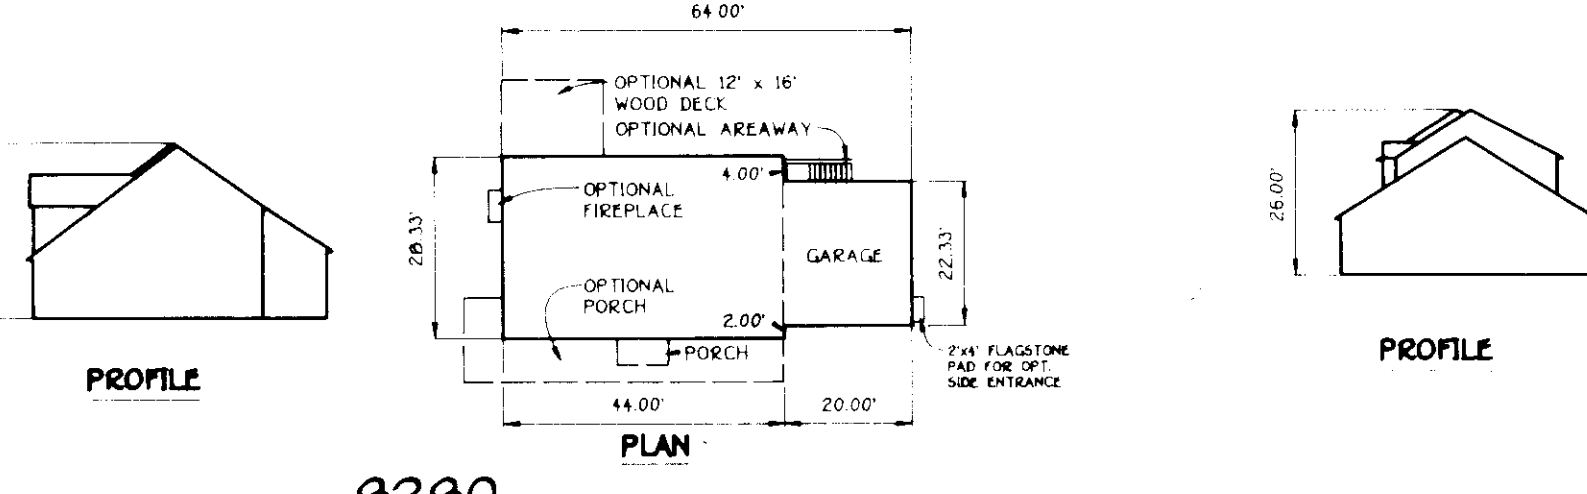 64.00'
OPTIONAL 12' x 16'
WOOD DECK
OPTIONAL AREAWAY
4.00'
OPTIONAL
FIREPLACE
28.33'
GARAGE
22.33'
26.00'
OPTIONAL
PORCH
2.00'
PORCH
2'x4' FLAGSTONE
PAD FOR OPT.
SIDE ENTRANCE
PROFILE
PROFILE
44.00'
20.00'
PLAN